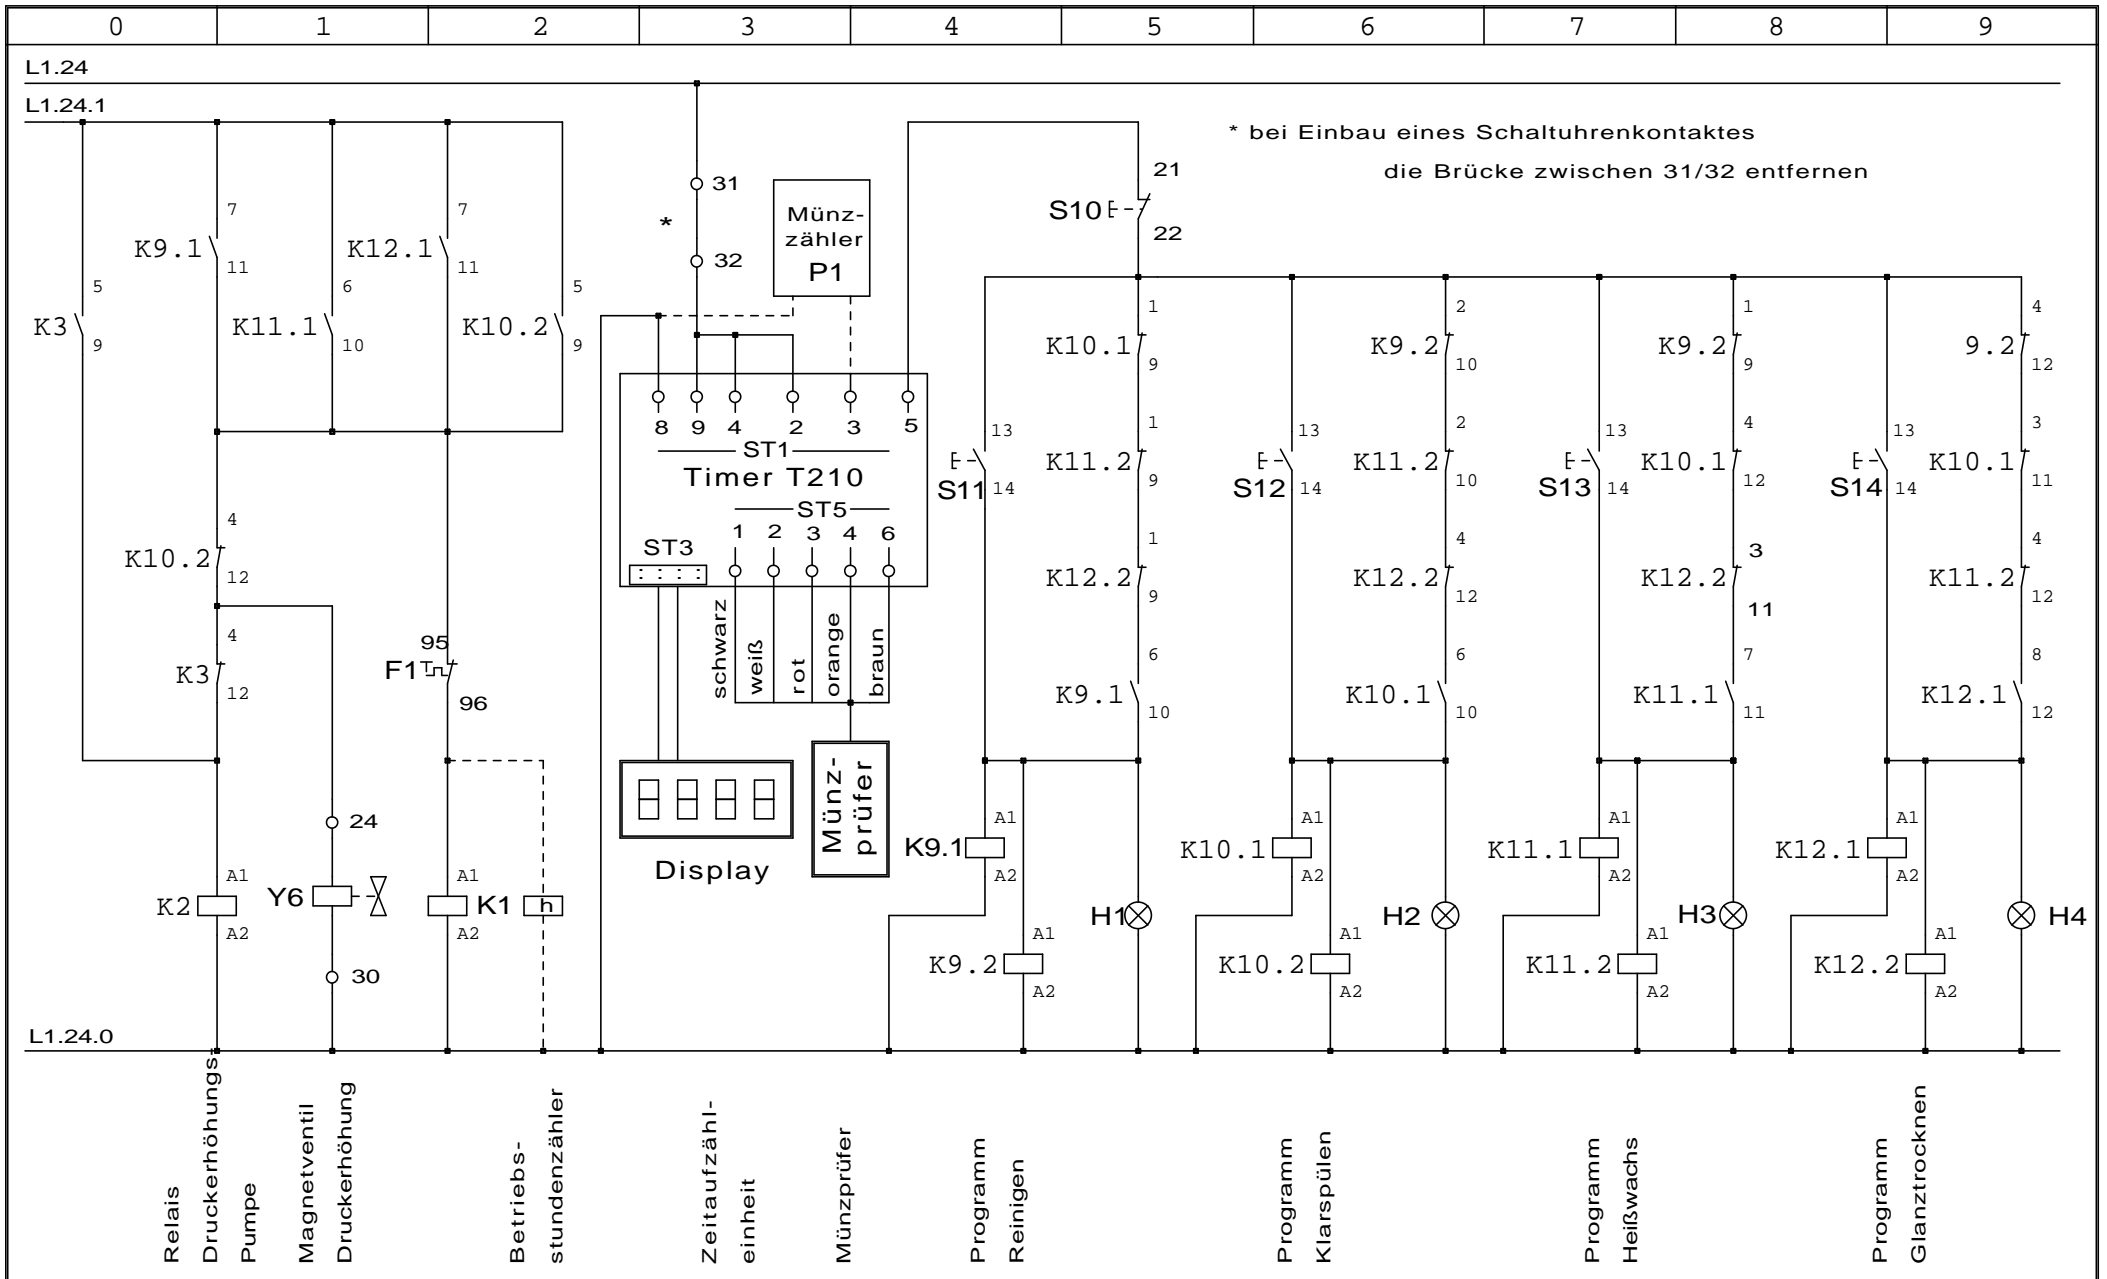 0 1 2 3 4 5 6 7 8 9
L1.24
L1.24.1
* bei Einbau eines Schaltuhrenkontaktes
die Brücke zwischen 31/32 entfernen
21
S10
22
31
*
32
Münz-
zähler
P1
7 7
K9.1 K12.1
11 11
5 6 5
K3 K11.1 K10.2
9 10 9
1 2 1 4
K10.1 K9.2 K9.2 9.2
9 10 9 12
8 9 4 2 3 5
ST1
Timer T210
ST5
1 2 3 4 6
ST3
13 1 13 2 13 4 13 3
K11.2 K11.2 K10.1 K10.1
S11 14 9 S12 14 10 S13 14 12 S14 14 11
4
K10.2
12
1 4 3 4
K12.2 K12.2 K12.2 K11.2
9 12 11 12
4
K3
12
95
F1
96
schwarz
weiß
rot
orange
braun
6 6 7 8
K9.1 K10.1 K11.1 K12.1
10 10 11 12
Display
Münz-
prüfer
24
A1 A1
K2 Y6 K1 h
A2 A2
30
A1 A1 A1 A1
K9.1 K10.1 K11.1 K12.1
A2 A2 A2 A2
H1 H2 H3 H4
A1 A1 A1 A1
K9.2 K10.2 K11.2 K12.2
A2 A2 A2 A2
L1.24.0
Relais
Druckerhöhungs-
Pumpe
Magnetventil
Druckerhöhung
Betriebs-
stundenzähler
Zeitaufzähl-
einheit
Münzprüfer
Programm
Reinigen
Programm
Klarspülen
Programm
Heißwachs
Programm
Glanztrocknen